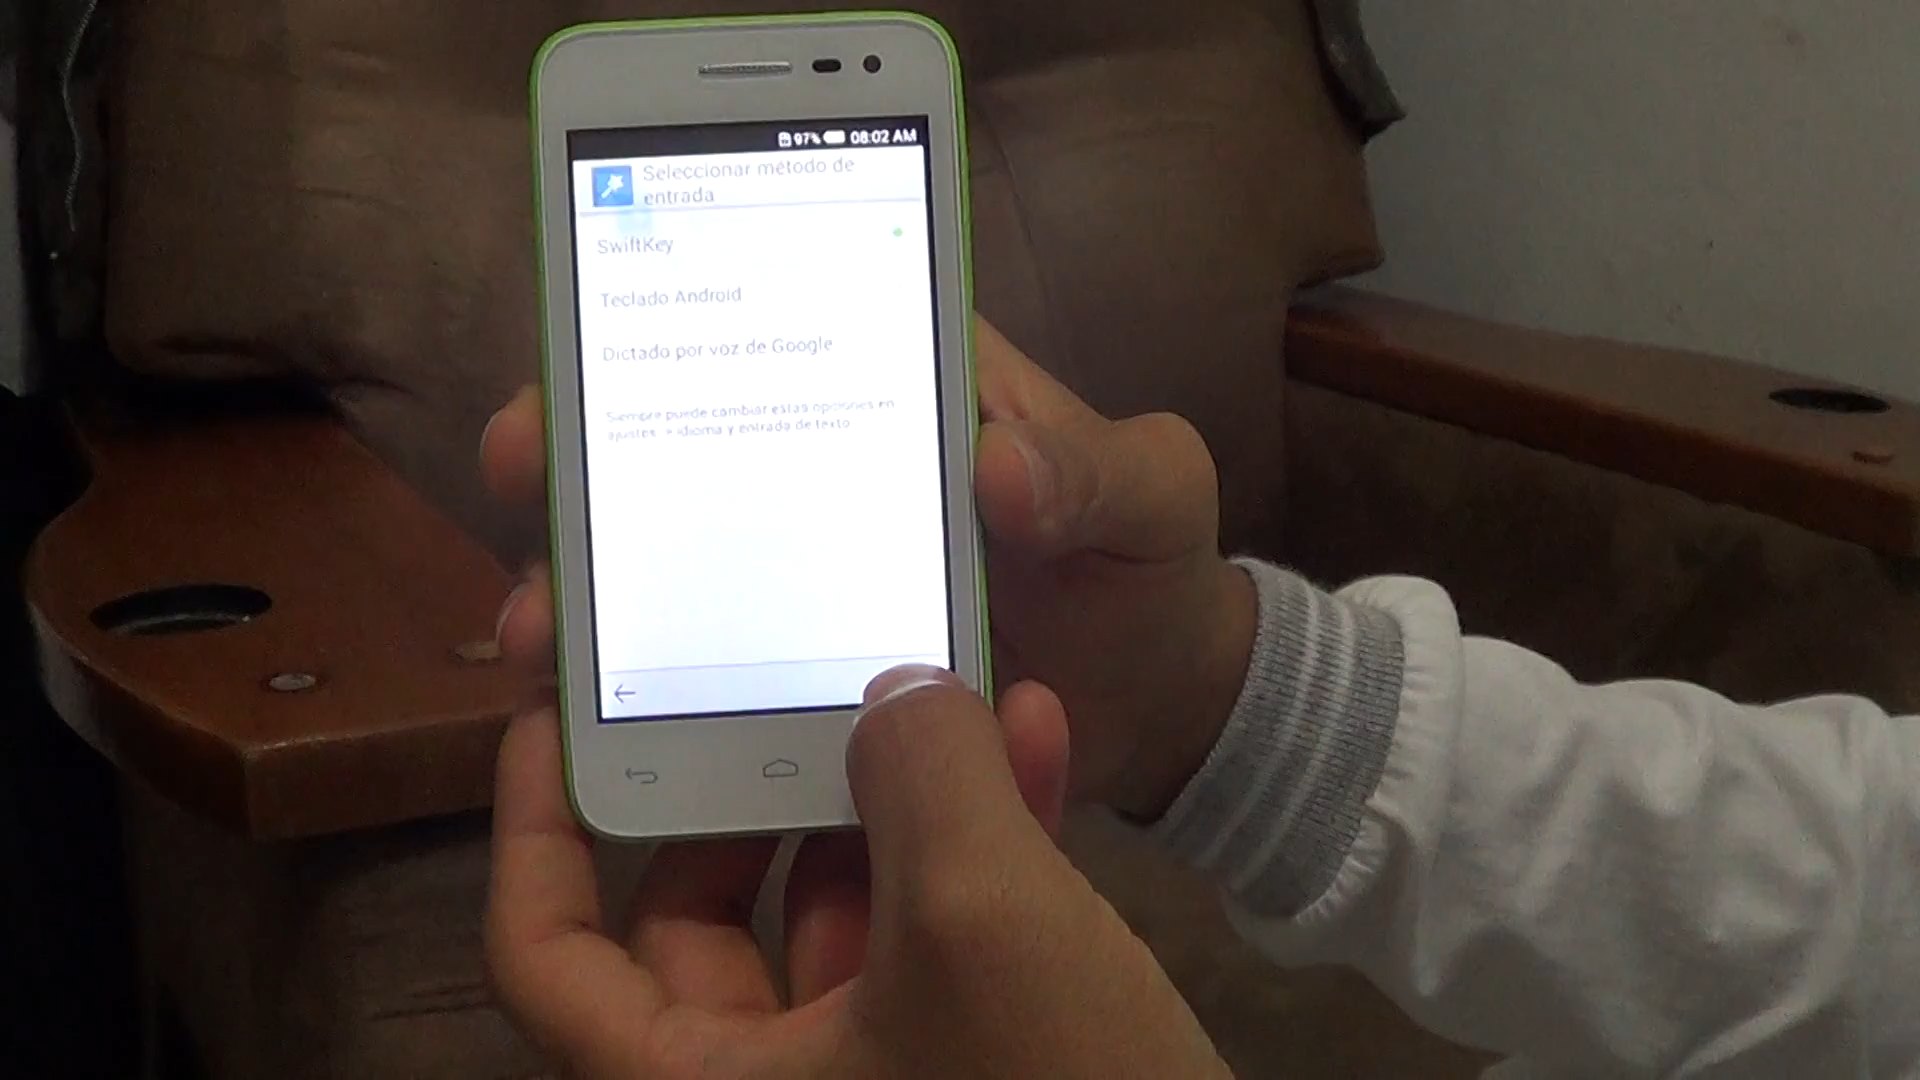 97% 08:02 AM
Seleccionar método de
entrada
SwiftKey
Teclado Android
Dictado por voz de Google
Siempre puede cambiar estas opciones en
ajustes > idioma y entrada de texto